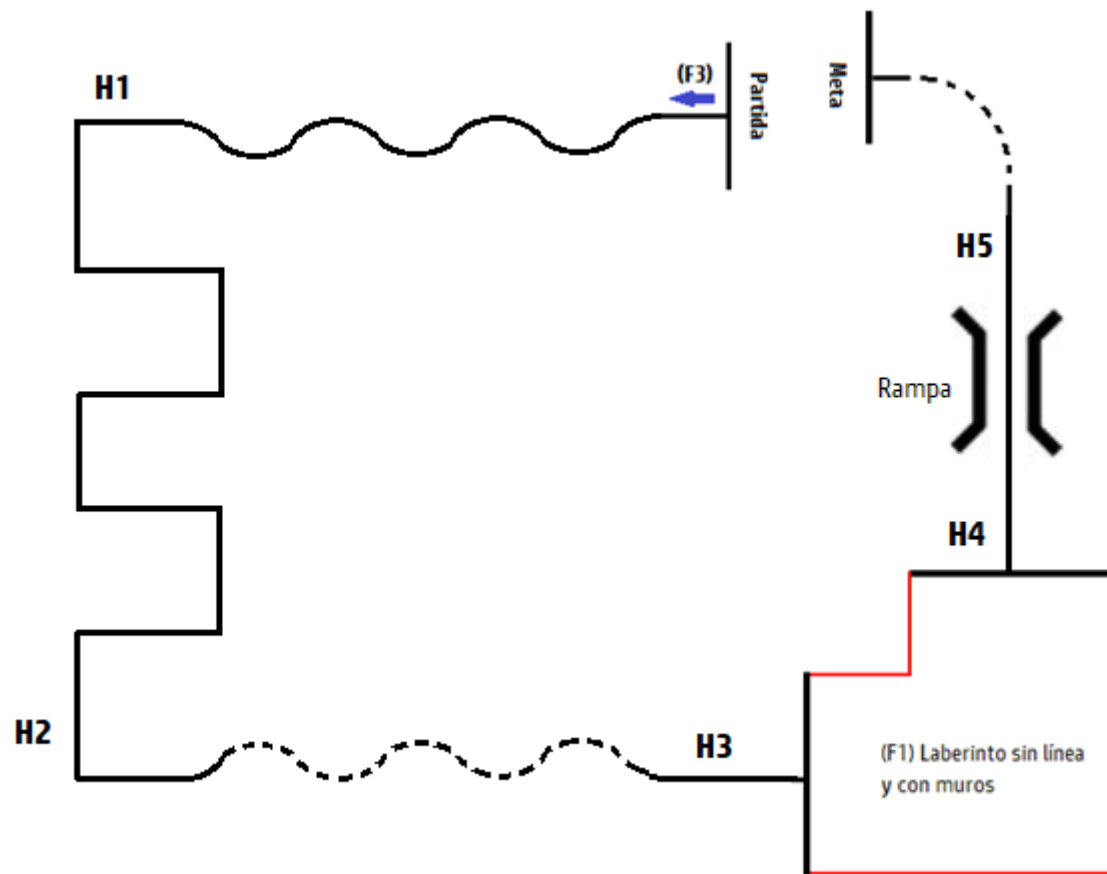 H1
(F3)
Partida
Meta
H5
Rampa
H4
H2
H3
(F1) Laberinto sin línea
y con muros